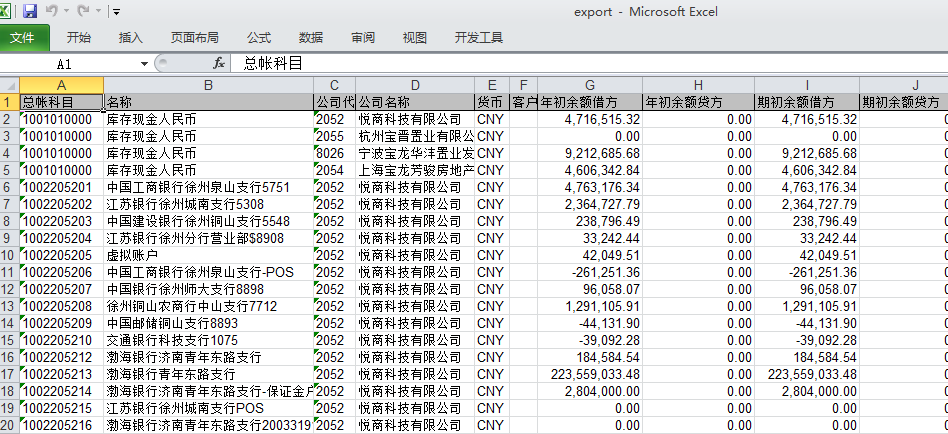 export - Microsoft Excel
文件 开始 插入 页面布局 公式 数据 审阅 视图 开发工具
A1 fx 总帐科目
A B C D E F G H I J
1 总帐科目 名称 公司代 公司名称 货币 客户 年初余额借方 年初余额贷方 期初余额借方 期初余额贷方
2 1001010000 库存现金人民币 2052 悦商科技有限公司 CNY 4,716,515.32 0.00 4,716,515.32 0
3 1001010000 库存现金人民币 2055 杭州宝晋置业有限公 CNY 0.00 0.00 0.00 0
4 1001010000 库存现金人民币 8026 宁波宝龙华沣置业发 CNY 9,212,685.68 0.00 9,212,685.68 0
5 1001010000 库存现金人民币 2054 上海宝龙芳骏房地产 CNY 4,606,342.84 0.00 4,606,342.84 0
6 1002205201 中国工商银行徐州泉山支行5751 2052 悦商科技有限公司 CNY 4,763,176.34 0.00 4,763,176.34 0
7 1002205202 江苏银行徐州城南支行5308 2052 悦商科技有限公司 CNY 2,364,727.79 0.00 2,364,727.79 0
8 1002205203 中国建设银行徐州铜山支行5548 2052 悦商科技有限公司 CNY 238,796.49 0.00 238,796.49 0
9 1002205204 江苏银行徐州分行营业部$8908 2052 悦商科技有限公司 CNY 33,242.44 0.00 33,242.44 0
10 1002205205 虚拟账户 2052 悦商科技有限公司 CNY 42,049.51 0.00 42,049.51 0
11 1002205206 中国工商银行徐州泉山支行-POS 2052 悦商科技有限公司 CNY -261,251.36 0.00 -261,251.36 0
12 1002205207 中国银行徐州师大支行8898 2052 悦商科技有限公司 CNY 96,058.07 0.00 96,058.07 0
13 1002205208 徐州铜山农商行中山支行7712 2052 悦商科技有限公司 CNY 1,291,105.91 0.00 1,291,105.91 0
14 1002205209 中国邮储铜山支行8893 2052 悦商科技有限公司 CNY -44,131.90 0.00 -44,131.90 0
15 1002205210 交通银行科技支行1075 2052 悦商科技有限公司 CNY -39,092.28 0.00 -39,092.28 0
16 1002205212 渤海银行济南青年东路支行 2052 悦商科技有限公司 CNY 184,584.54 0.00 184,584.54 0
17 1002205213 渤海银行青年东路支行 2052 悦商科技有限公司 CNY 223,559,033.48 0.00 223,559,033.48 0
18 1002205214 渤海银行济南青年东路支行-保证金户 2052 悦商科技有限公司 CNY 2,804,000.00 0.00 2,804,000.00 0
19 1002205215 江苏银行徐州城南支行POS 2052 悦商科技有限公司 CNY 0.00 0.00 0.00 0
20 1002205216 渤海银行济南青年东路支行2003319 2052 悦商科技有限公司 CNY 0.00 0.00 0.00 0